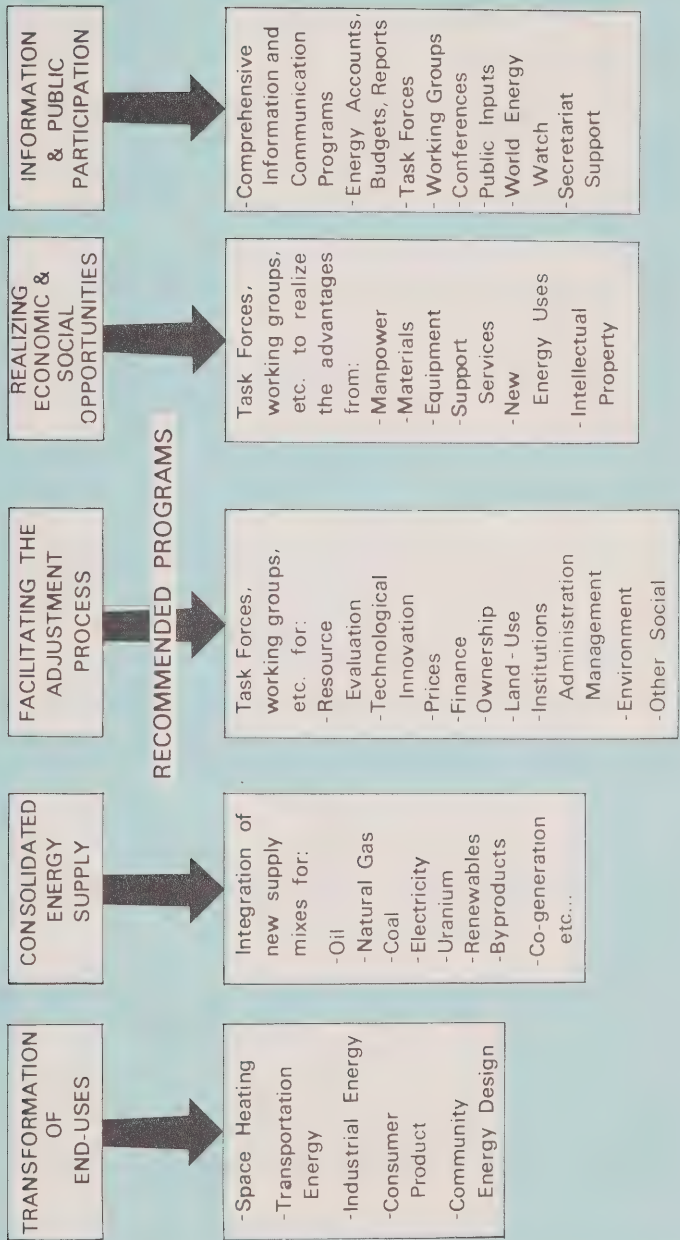 TRANSFORMATION
OF
END-USES
-Space Heating
-Transportation
Energy
-Industrial Energy
-Consumer
Product
-Community
Energy Design
CONSOLIDATED
ENERGY
SUPPLY
Integration of
new supply
mixes for:
-Oil
-Natural Gas
-Coal
-Electricity
-Uranium
-Renewables
-Byproducts
-Co-generation
etc...
FACILITATING THE
ADJUSTMENT
PROCESS
RECOMMENDED PROGRAMS
Task Forces,
working groups,
etc. for:
-Resource
Evaluation
-Technological
Innovation
-Prices
-Finance
-Ownership
-Land-Use
-Institutions
Administration
Management
-Environment
-Other Social
REALIZING
ECONOMIC &
SOCIAL
OPPORTUNITIES
Task Forces,
working groups,
etc. to realize
the advantages
from:
-Manpower
-Materials
-Equipment
-Support
Services
-New
Energy Uses
-Intellectual
Property
INFORMATION
& PUBLIC
PARTICIPATION
-Comprehensive
Information and
Communication
Programs
-Energy Accounts,
Budgets, Reports
-Task Forces
-Working Groups
-Conferences
-Public Inputs
-World Energy
Watch
-Secretariat
Support